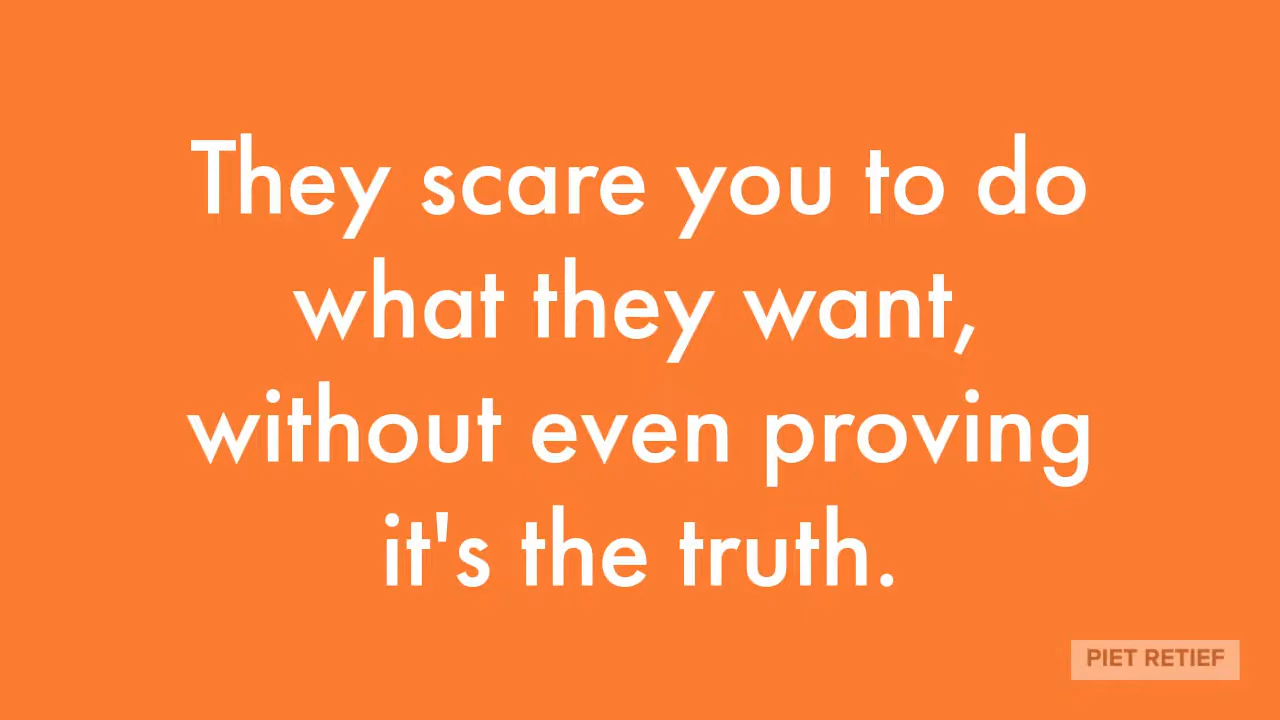 They scare you to do
what they want,
without even proving
it's the truth.
PIET RETIEF